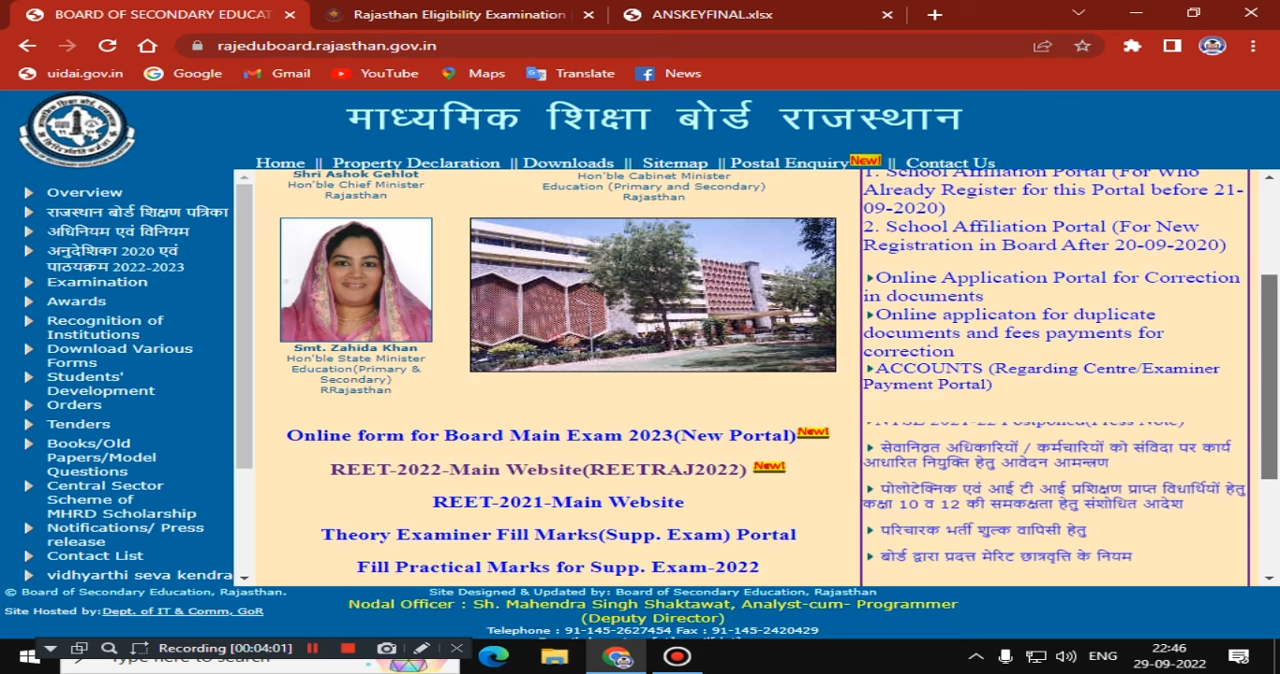 BOARD OF SECONDARY EDUCAT
Rajasthan Eligibility Examination
ANSKEYFINAL.xlsx
rajeduboard.rajasthan.gov.in
uidai.gov.in
Google
Gmail
YouTube
Maps
Translate
News
माध्यमिक शिक्षा बोर्ड राजस्थान
Home || Property Declaration || Downloads || Sitemap || Postal Enquiry New! || Contact Us
Overview
राजस्थान बोर्ड शिक्षण पत्रिका
अधिनियम एवं विनियम
अनुदेशिका 2020 एवं
पाठयक्रम 2022-2023
Examination
Awards
Recognition of
Institutions
Download Various
Forms
Students'
Development
Orders
Tenders
Books/Old
Papers/Model
Questions
Central Sector
Scheme of
MHRD Scholarship
Notifications/ Press
release
Contact List
vidhyarthi seva kendra
Shri Ashok Gehlot
Hon'ble Chief Minister
Rajasthan
Hon'ble Cabinet Minister
Education (Primary and Secondary)
Rajasthan
Smt. Zahida Khan
Hon'ble State Minister
Education(Primary &
Secondary)
RRajasthan
Online form for Board Main Exam 2023(New Portal) New!
REET-2022-Main Website(REETRAJ2022) New!
REET-2021-Main Website
Theory Examiner Fill Marks(Supp. Exam) Portal
Fill Practical Marks for Supp. Exam-2022
1. School Affiliation Portal (For Who
Already Register for this Portal before 21-
09-2020)
2. School Affiliation Portal (For New
Registration in Board After 20-09-2020)
Online Application Portal for Correction
in documents
Online applicaton for duplicate
documents and fees payments for
correction
ACCOUNTS (Regarding Centre/Examiner
Payment Portal)
NTSE 2021-22 Postponed(Press Note)
सेवानिवृत अधिकारियों / कर्मचारियों को संविदा पर कार्य
आधारित नियुक्ति हेतु आवेदन आमन्त्रण
पोलोटेक्निक एवं आई टी आई प्रशिक्षण प्राप्त विधार्थियों हेतु
कक्षा 10 व 12 की समकक्षता हेतु संशोधित आदेश
परिचारक भर्ती शुल्क वापिसी हेतु
बोर्ड द्वारा प्रदत्त मेरिट छात्रवृत्ति के नियम
© Board of Secondary Education, Rajasthan.
Site Hosted by:Dept. of IT & Comm, GoR
Site Designed & Updated by: Board of Secondary Education, Rajasthan
Nodal Officer : Sh. Mahendra Singh Shaktawat, Analyst-cum- Programmer
(Deputy Director)
Telephone : 91-145-2627454 Fax : 91-145-2420429
Recording [00:04:01]
Type here to search
ENG
22:46
29-09-2022